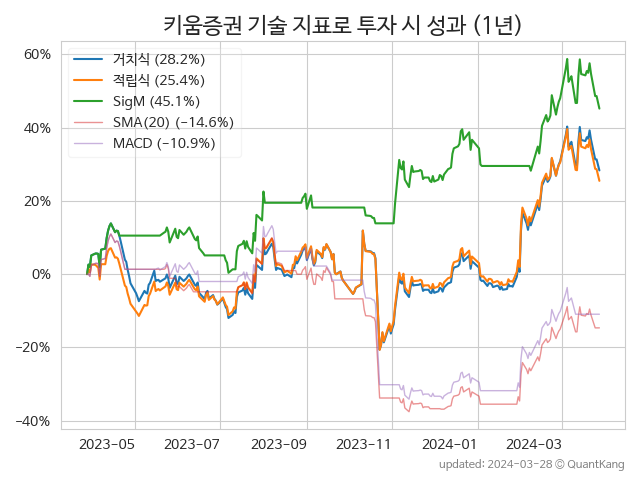 키움증권 기술 지표로 투자 시 성과 (1년)
60%
40%
20%
0%
−20%
−40%
거치식 (28.2%)
적립식 (25.4%)
SigM (45.1%)
SMA(20) (−14.6%)
MACD (−10.9%)
2023-05
2023-07
2023-09
2023-11
2024-01
2024-03
updated: 2024-03-28 © QuantKang